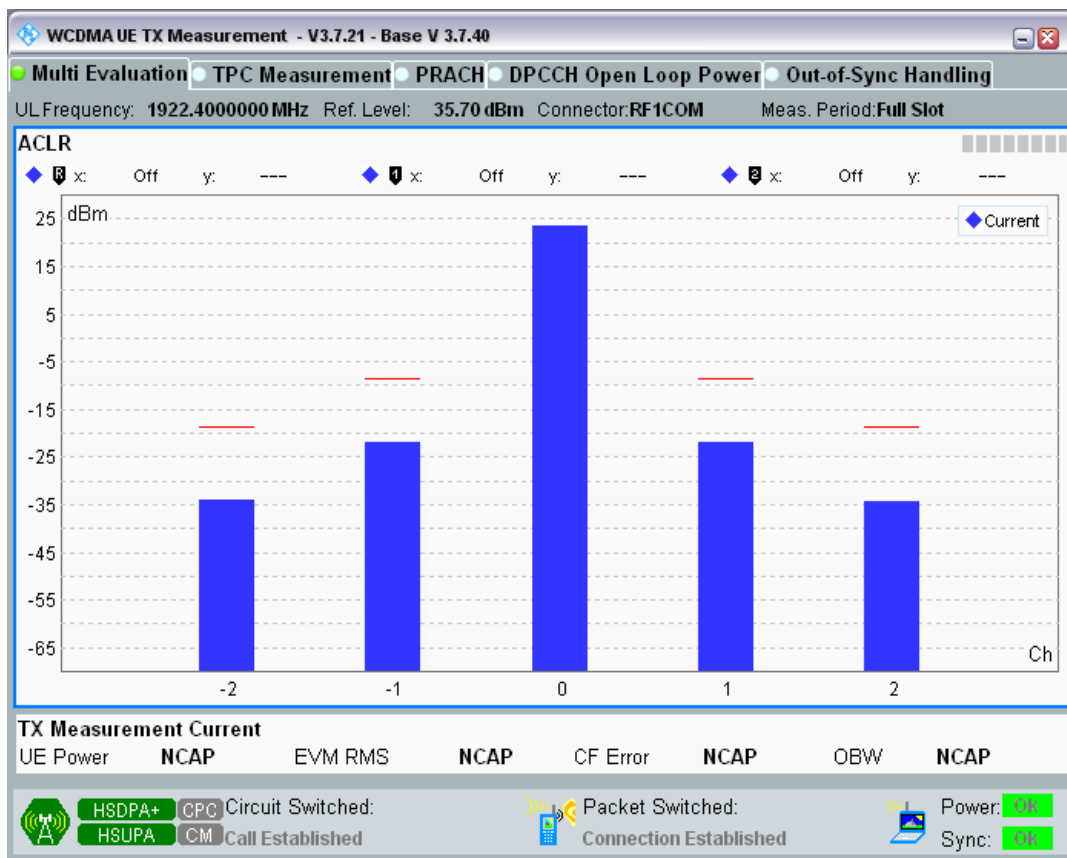 WCDMA UE TX Measurement - V3.7.21 - Base V 3.7.40
Multi Evaluation TPC Measurement PRACH DPCCH Open Loop Power Out-of-Sync Handling
UL Frequency: 1922.4000000 MHz Ref. Level: 35.70 dBm Connector:RF1COM Meas. Period:Full Slot
ACLR
R x: Off y: --- 1 x: Off y: --- 2 x: Off y: ---
dBm
Current
25
15
5
-5
-15
-25
-35
-45
-55
-65
Ch
-2 -1 0 1 2
TX Measurement Current
UE Power NCAP EVM RMS NCAP CF Error NCAP OBW NCAP
HSDPA+ CPC Circuit Switched: Packet Switched: Power: Ok
HSUPA CM Call Established Connection Established Sync: Ok